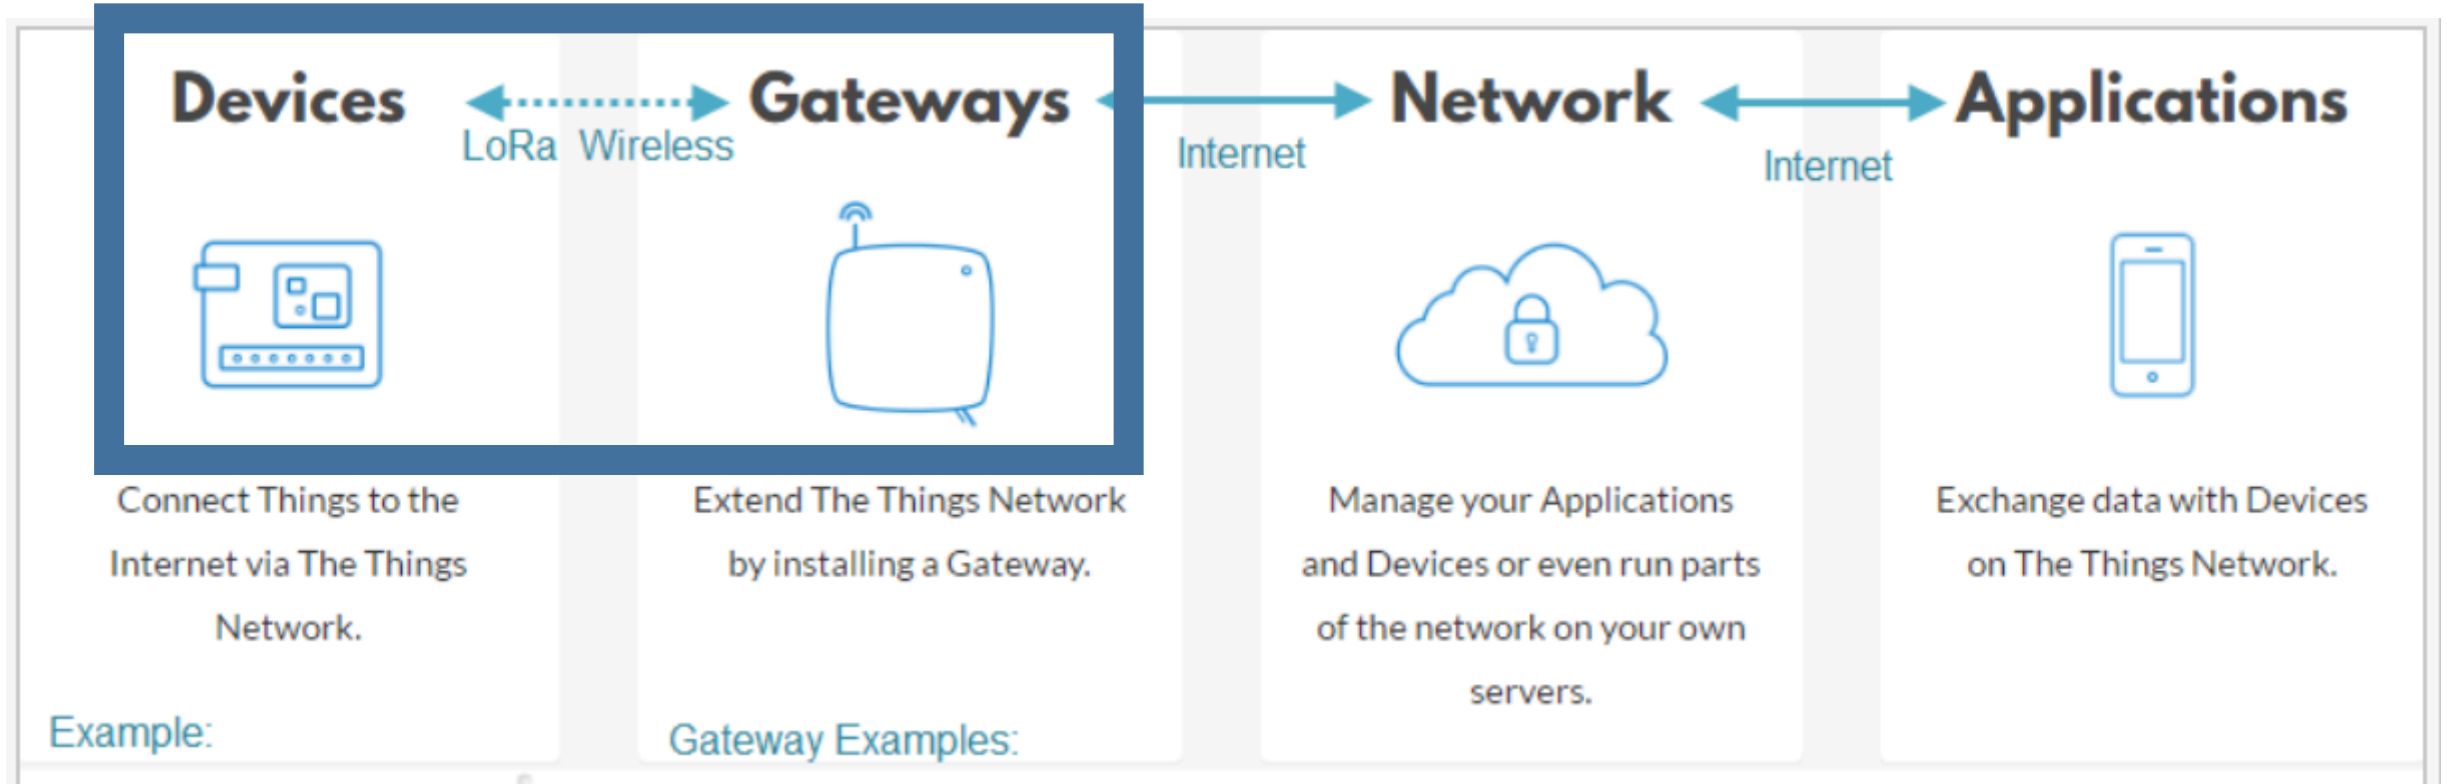 Devices
LoRa Wireless
Gateways
Internet
Network
Internet
Applications
Connect Things to the
Internet via The Things
Network.
Extend The Things Network
by installing a Gateway.
Manage your Applications
and Devices or even run parts
of the network on your own
servers.
Exchange data with Devices
on The Things Network.
Example:
Gateway Examples: